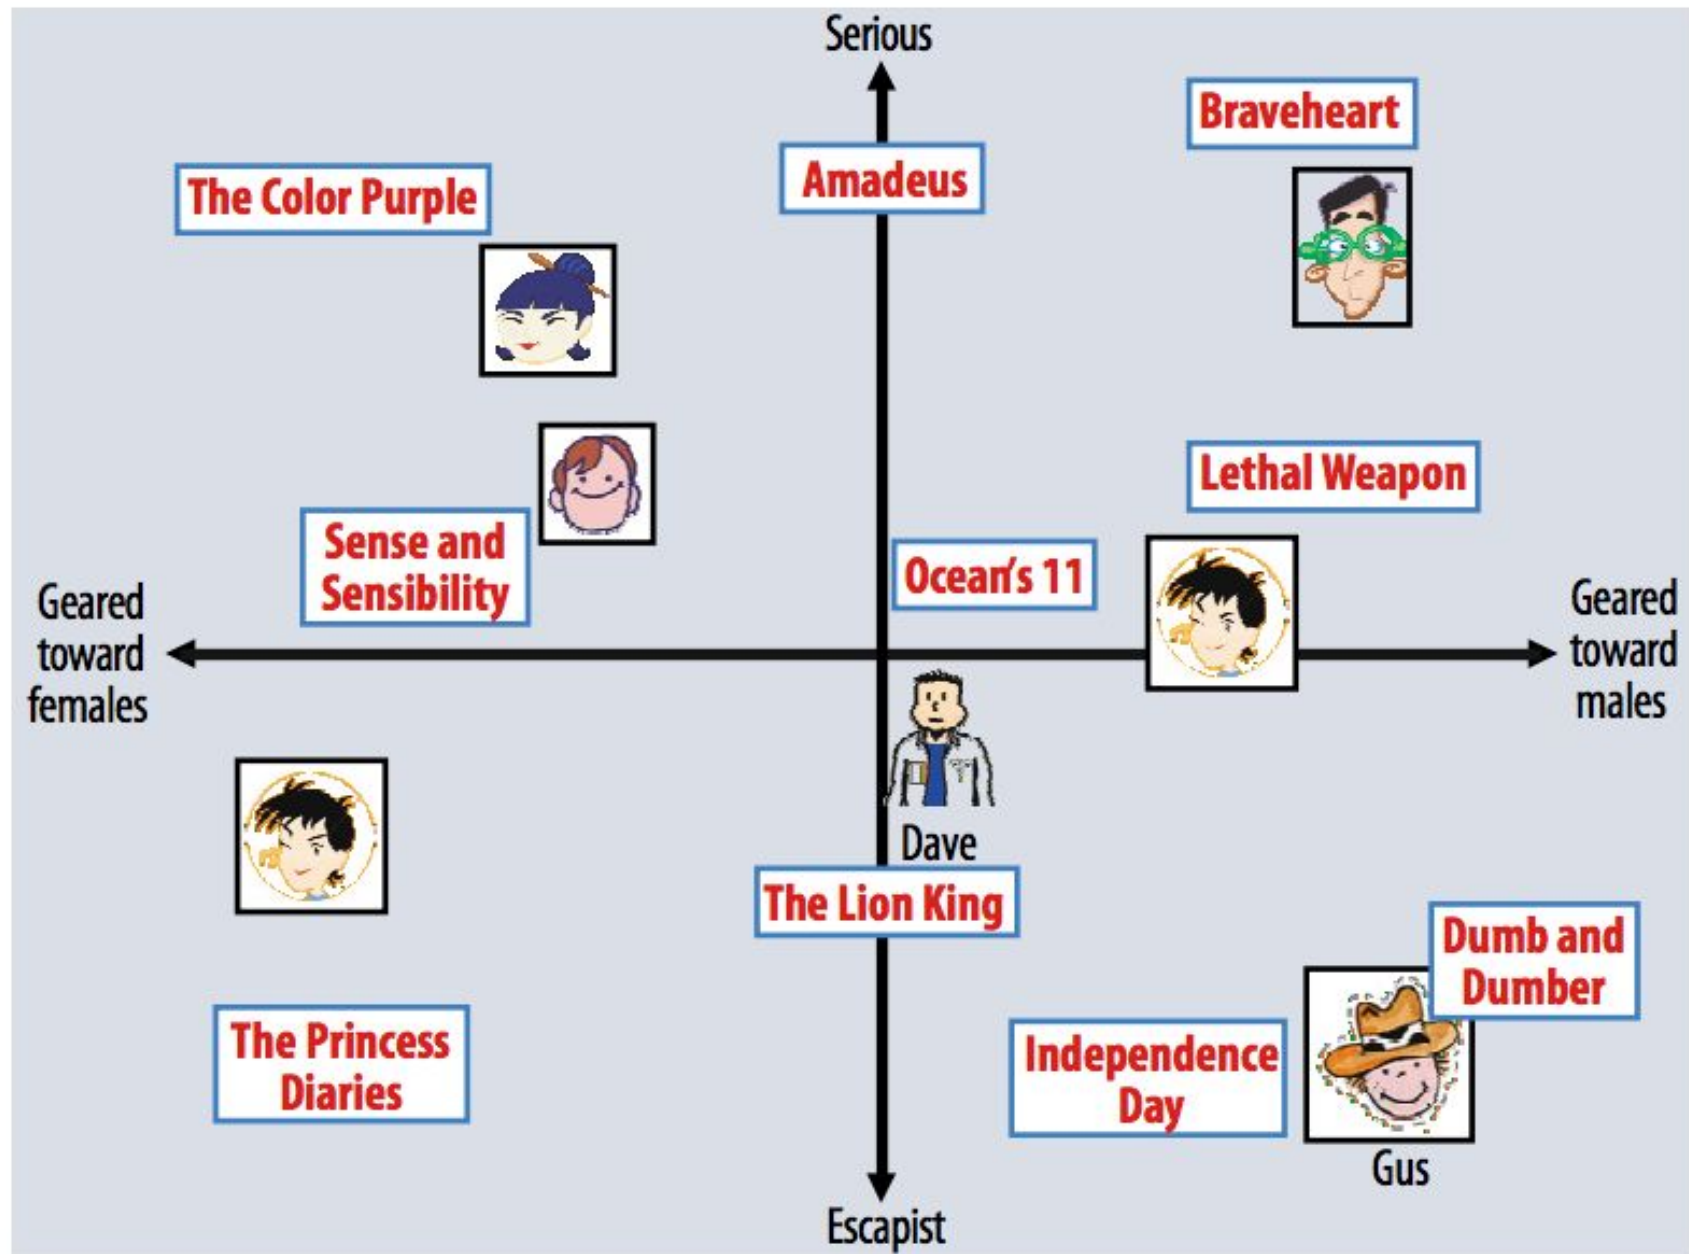 Serious
Braveheart
Amadeus
The Color Purple
Lethal Weapon
Sense and
Sensibility
Ocean's 11
Geared
toward
females
Geared
toward
males
Dave
The Lion King
Dumb and
Dumber
The Princess
Diaries
Independence
Day
Gus
Escapist